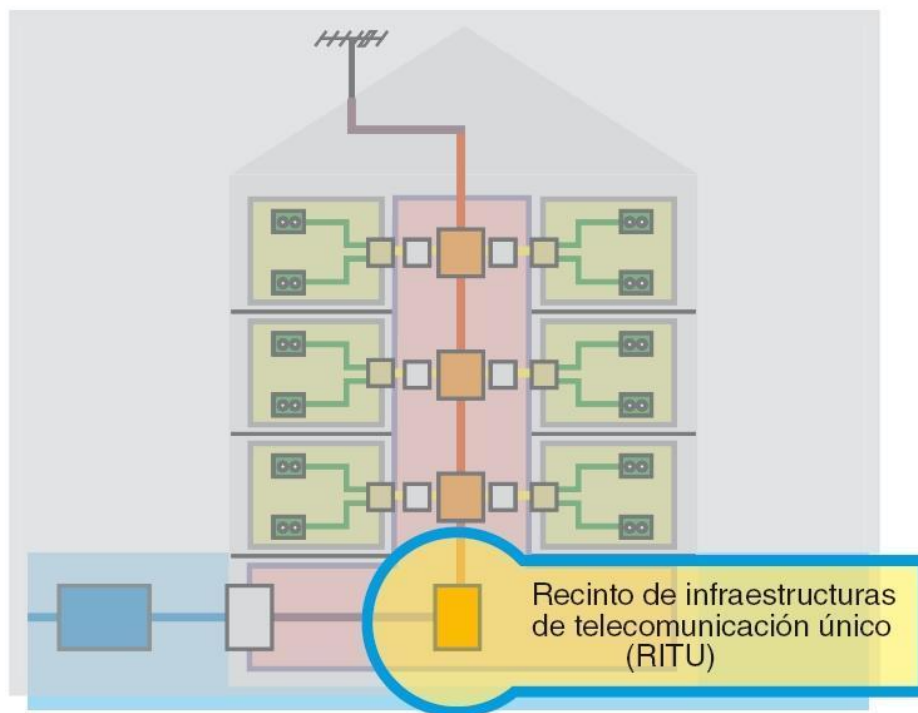 Recinto de infraestructuras
de telecomunicación único
(RITU)